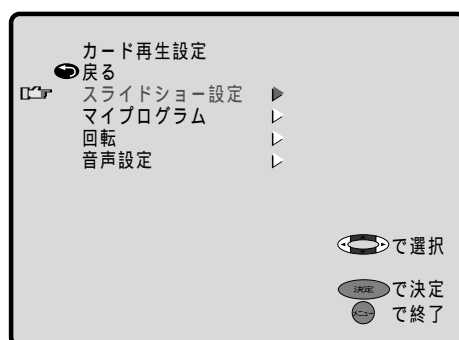 カード再生設定
戻る
スライドショー設定
マイプログラム
回転
音声設定
で選択
決定 で決定
メニュー で終了